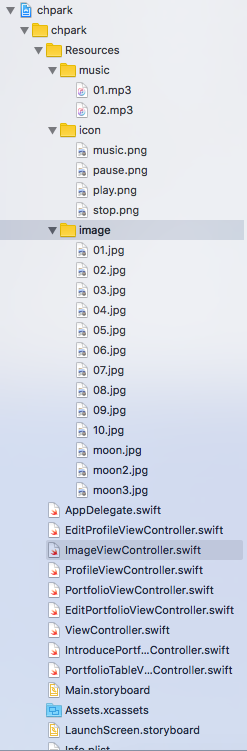 chpark
chpark
Resources
music
01.mp3
02.mp3
icon
music.png
pause.png
play.png
stop.png
image
01.jpg
02.jpg
03.jpg
04.jpg
05.jpg
06.jpg
07.jpg
08.jpg
09.jpg
10.jpg
moon.jpg
moon2.jpg
moon3.jpg
AppDelegate.swift
EditProfileViewController.swift
ImageViewController.swift
ProfileViewController.swift
PortfolioViewController.swift
EditPortfolioViewController.swift
ViewController.swift
IntroducePortf...Controller.swift
PortfolioTableV...Controller.swift
Main.storyboard
Assets.xcassets
LaunchScreen.storyboard
Info.plist